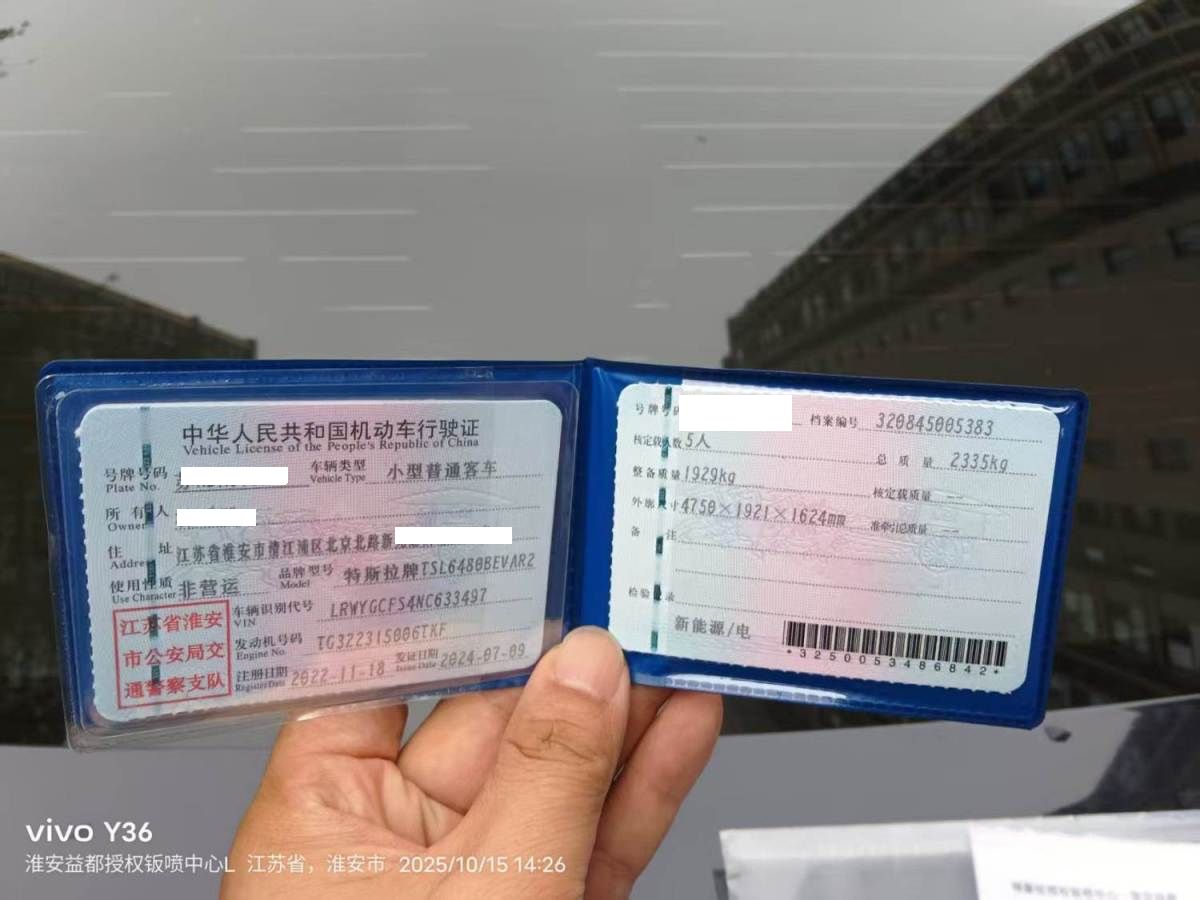 中华人民共和国机动车行驶证
Vehicle License of the People's Republic of China
号牌号码 车辆类型 小型普通客车
Plate No. Vehicle Type
所有人
Owner
住 址 江苏省淮安市清江浦区北京北路新
Address
使用性质 非营运 品牌型号 特斯拉牌TSL6480BEVAR2
Use Character Model
江苏省淮安
市公安局交
通警察支队
车辆识别代号 LRWYGCFS4NC633497
VIN
发动机号码 TG322315006TKF
Engine No.
注册日期 2022-11-18 发证日期 2024-07-09
Register Date Issue Date
号牌号码 档案编号 320845005383
核定载人数 5人 总质量 2335kg
整备质量 1929kg 核定载质量 --
外廓尺寸 4750×1921×1624mm 准牵引总质量 --
备 注
检验记录
新能源/电
*3250053486842*
vivo Y36
淮安益都授权钣喷中心L 江苏省，淮安市 2025/10/15 14:26